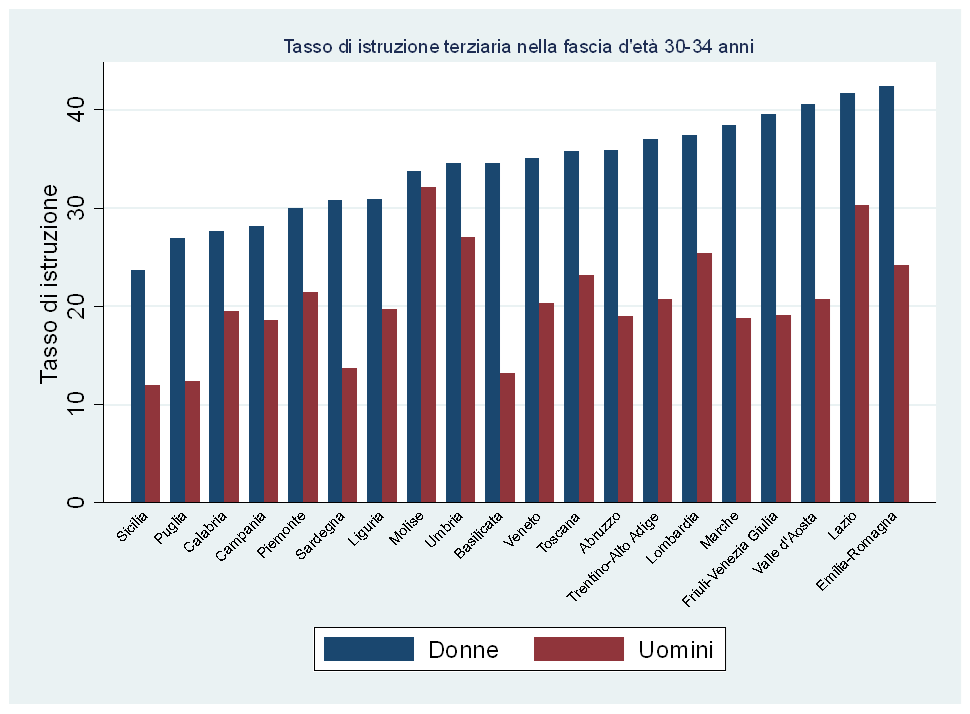 Tasso di istruzione terziaria nella fascia d'età 30-34 anni
Tasso di istruzione
40
30
20
10
0
Sicilia
Puglia
Calabria
Campania
Piemonte
Sardegna
Liguria
Molise
Umbria
Basilicata
Veneto
Toscana
Abruzzo
Trentino-Alto Adige
Lombardia
Marche
Friuli-Venezia Giulia
Valle d'Aosta
Lazio
Emilia-Romagna
Donne
Uomini